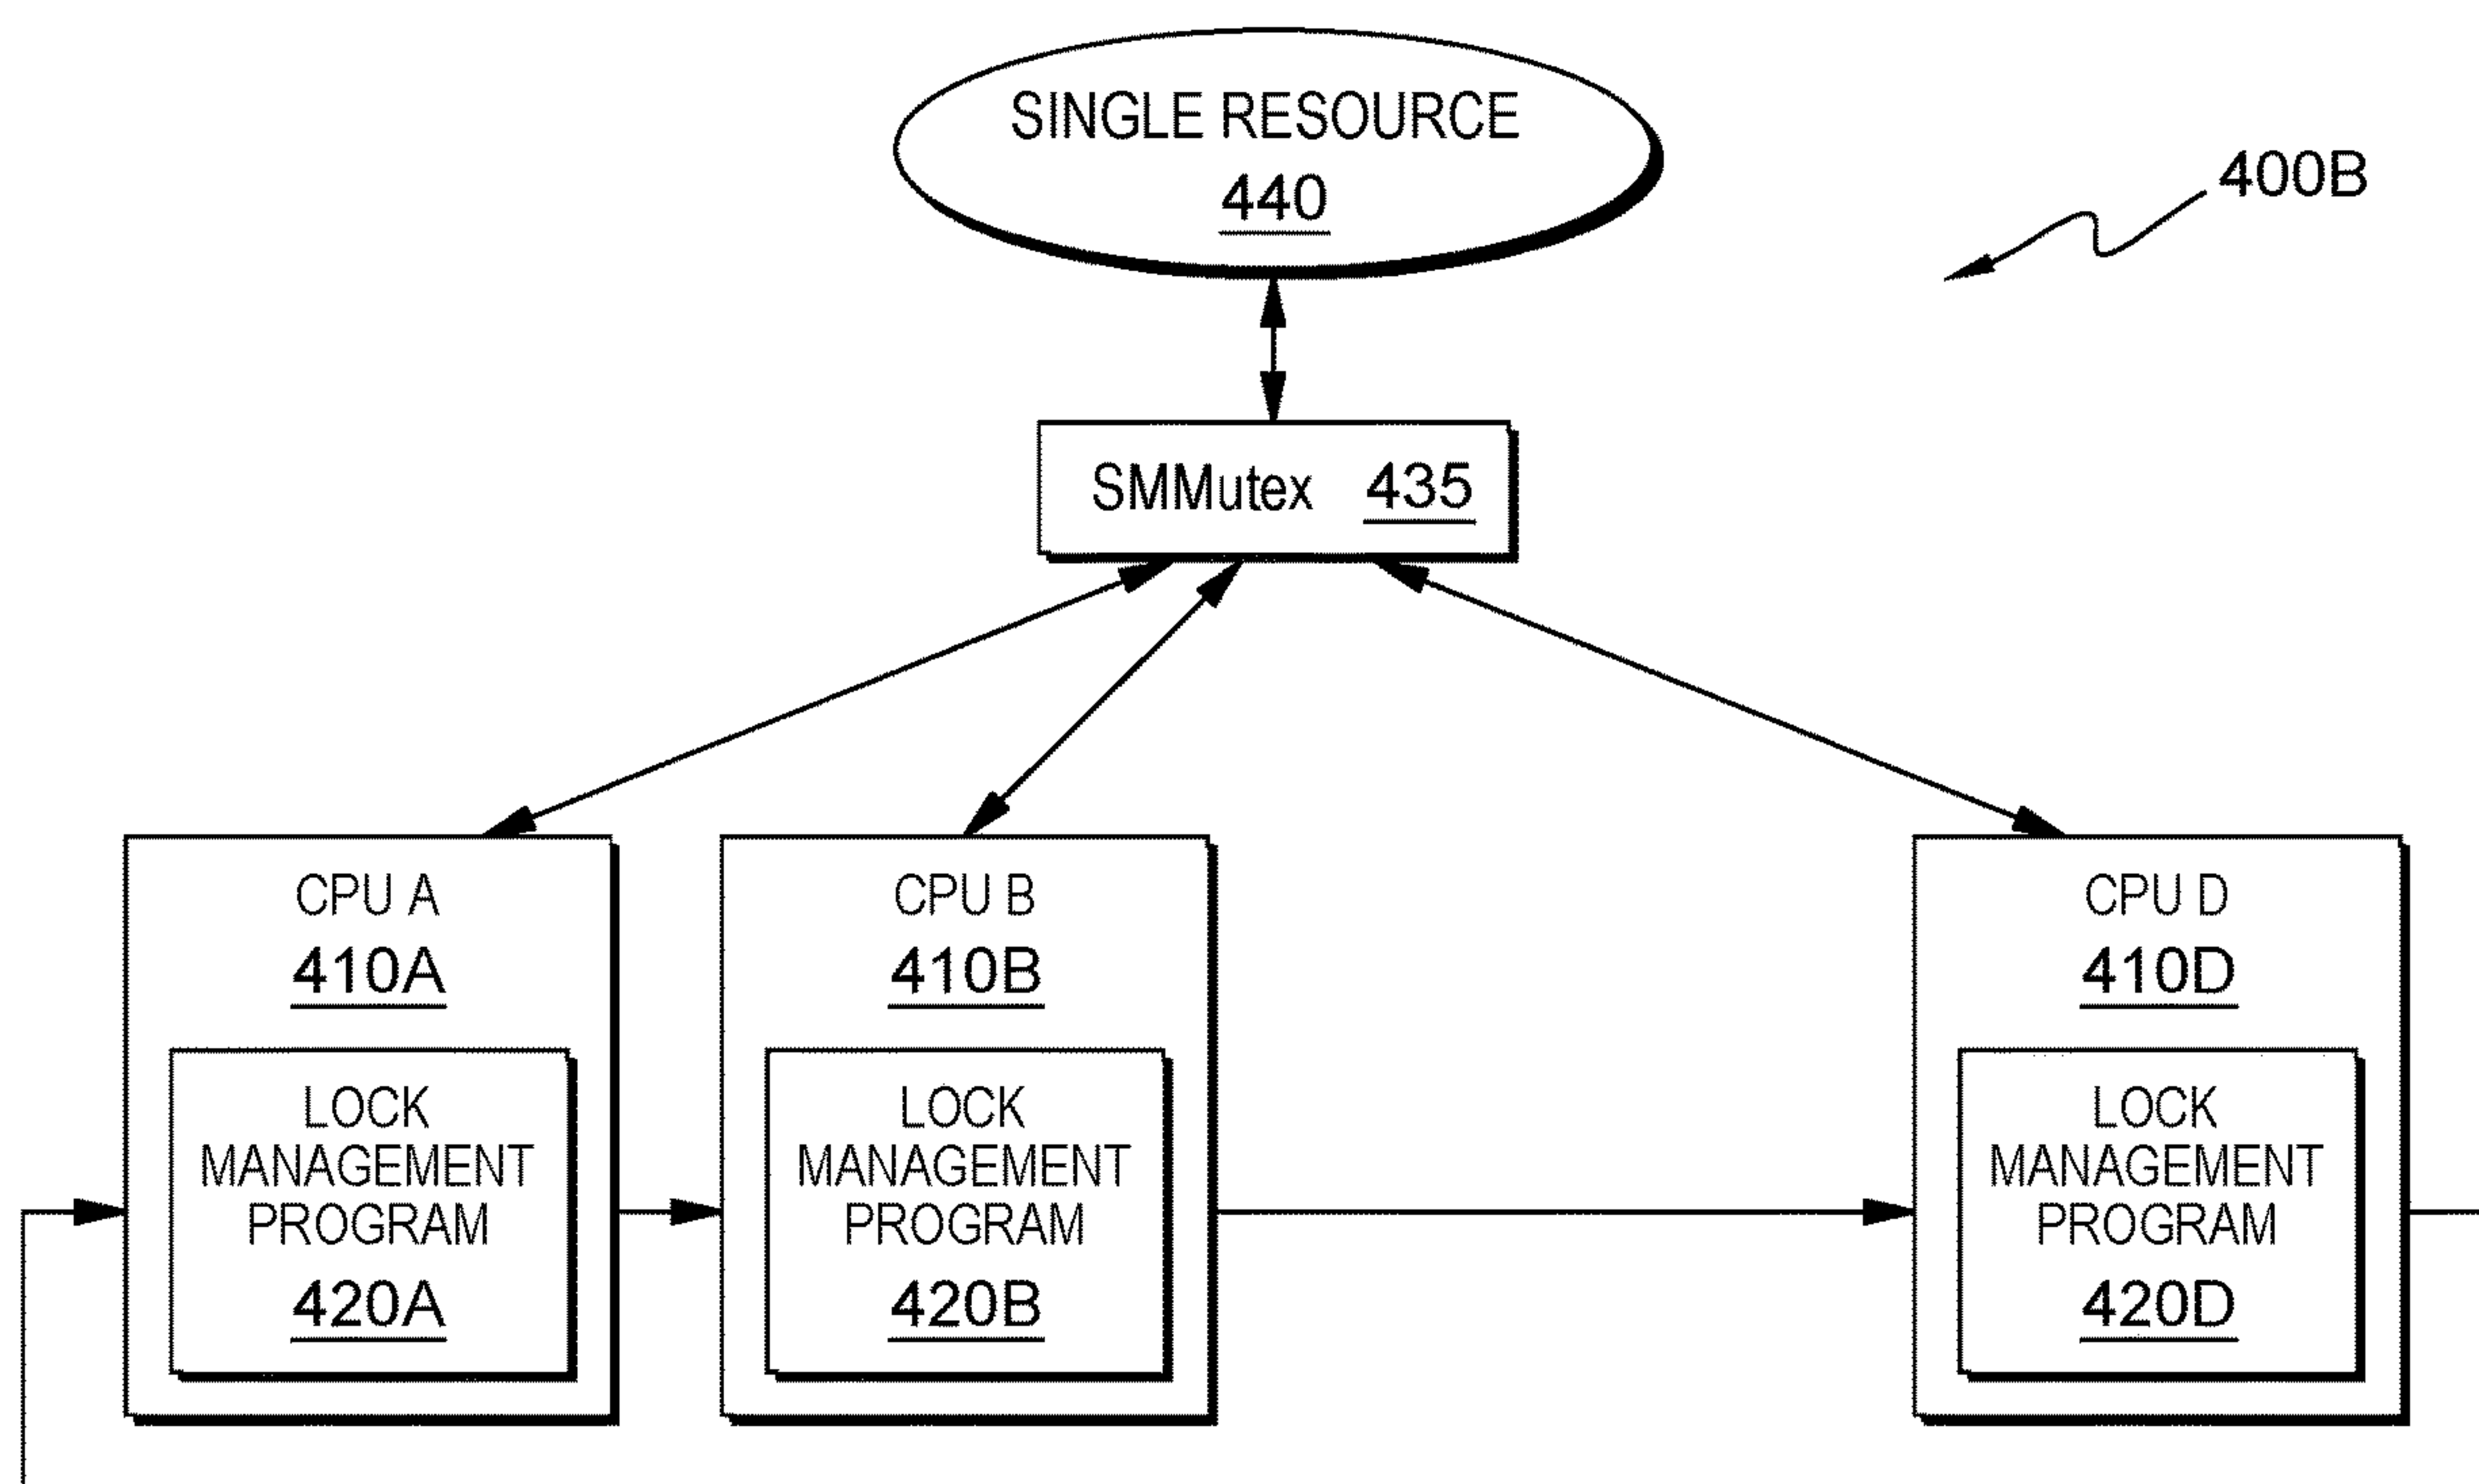 SINGLE RESOURCE
440
400B
SMMutex 435
CPU A
410A
LOCK
MANAGEMENT
PROGRAM
420A
CPU B
410B
LOCK
MANAGEMENT
PROGRAM
420B
CPU D
410D
LOCK
MANAGEMENT
PROGRAM
420D